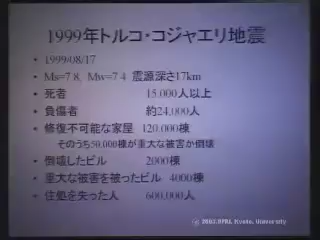 1999年トルコ・コジャエリ地震
• 1999/08/17
• Ms=7.8, Mw=7.4 震源深さ17km
• 死者 15,000人以上
• 負傷者 約24,000人
• 修復不可能な家屋 120,000棟
そのうち50,000棟が重大な被害か倒壊
• 倒壊したビル 2000棟
• 重大な被害を被ったビル 4000棟
• 住処を失った人 600,000人
© 2002 DPRI, Kyoto, University